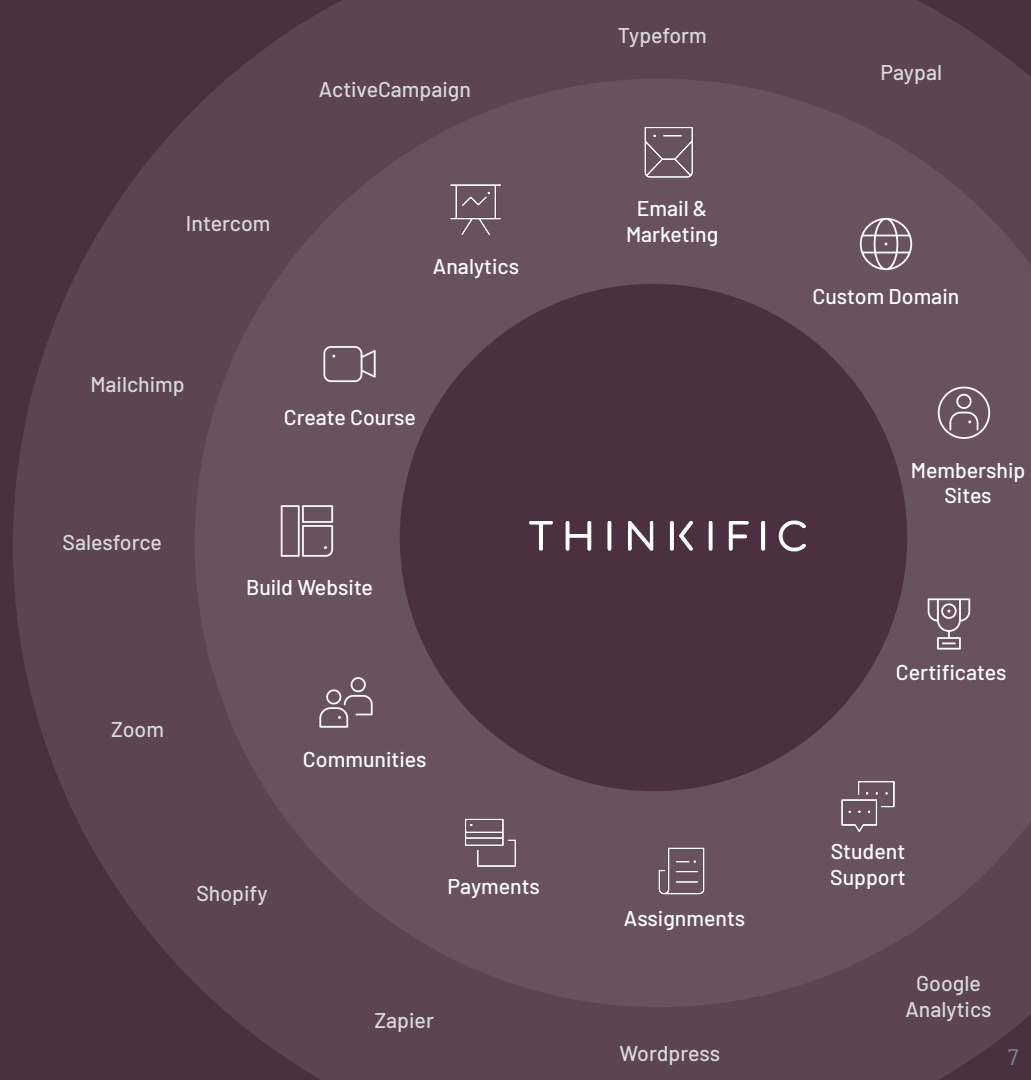 Typeform
Paypal
ActiveCampaign
Email &
Marketing
Intercom
Analytics
Custom Domain
Mailchimp
Create Course
Membership
Sites
THINKIFIC
Salesforce
Build Website
Certificates
Zoom
Communities
Student
Support
Payments
Shopify
Assignments
Google
Analytics
Zapier
Wordpress
7